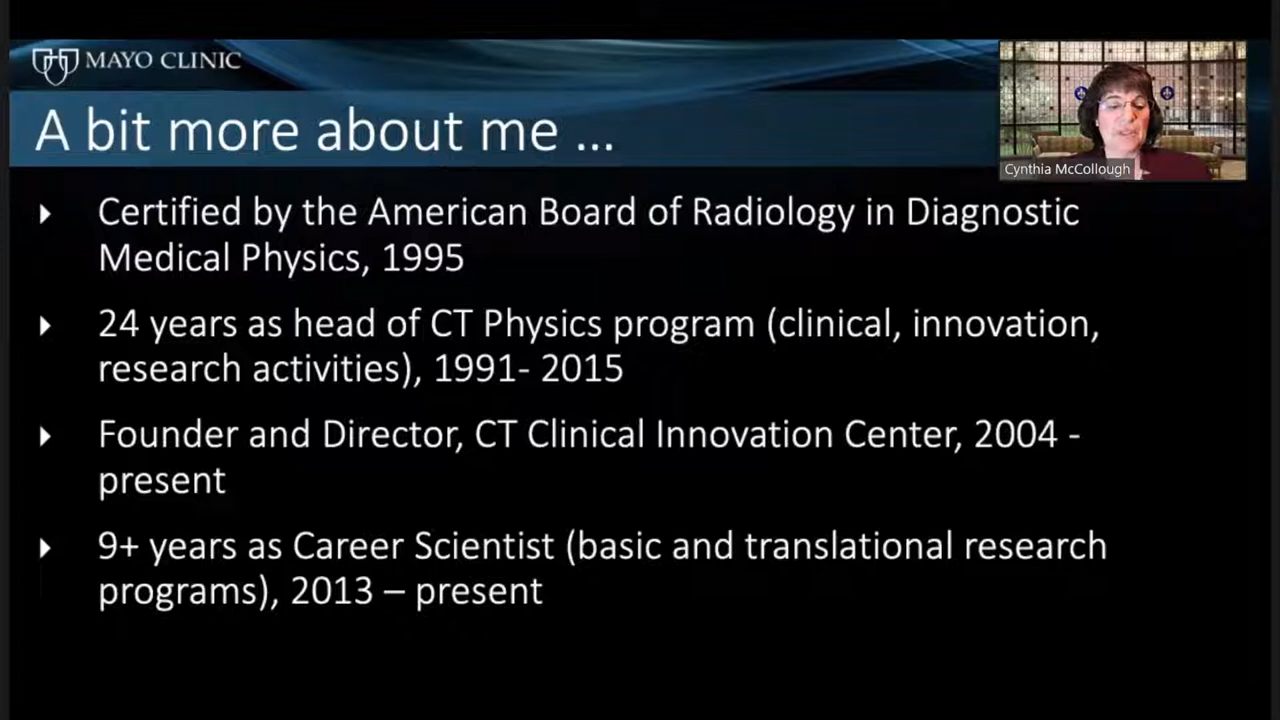 MAYO CLINIC
A bit more about me ...
Cynthia McCollough
Certified by the American Board of Radiology in Diagnostic
Medical Physics, 1995
24 years as head of CT Physics program (clinical, innovation,
research activities), 1991- 2015
Founder and Director, CT Clinical Innovation Center, 2004 -
present
9+ years as Career Scientist (basic and translational research
programs), 2013 – present